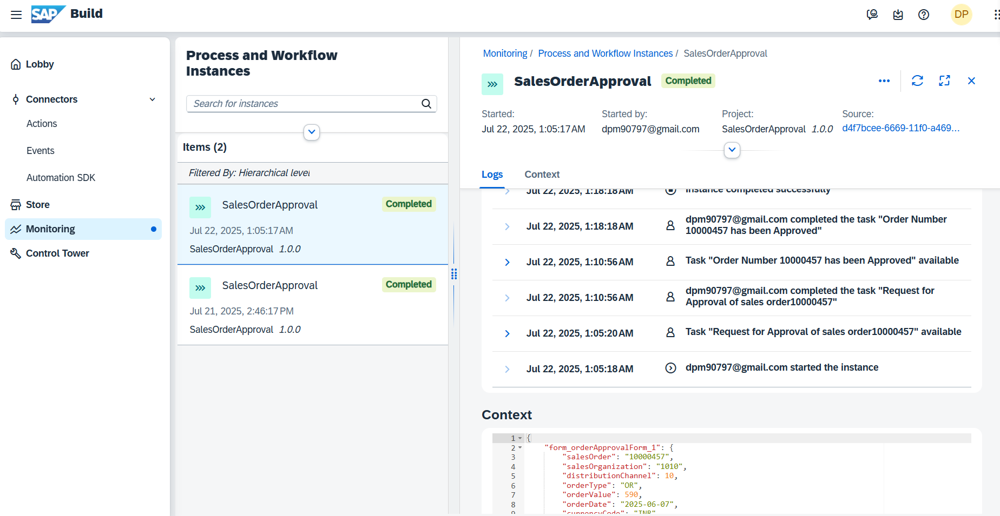 SAP Build
DP
Lobby
Connectors
Actions
Events
Automation SDK
Store
Monitoring
Control Tower
Process and Workflow
Instances
Search for instances
Items (2)
Filtered By: Hierarchical level
SalesOrderApproval
Completed
Jul 22, 2025, 1:05:17 AM
SalesOrderApproval 1.0.0
SalesOrderApproval
Completed
Jul 21, 2025, 2:46:17 PM
SalesOrderApproval 1.0.0
Monitoring / Process and Workflow Instances / SalesOrderApproval
SalesOrderApproval Completed
Started:
Jul 22, 2025, 1:05:17 AM
Started by:
dpm90797@gmail.com
Project:
SalesOrderApproval 1.0.0
Source:
d4f7bcee-6669-11f0-a469...
Logs Context
Jul 22, 2025, 1:18:18 AM Instance completed successfully
Jul 22, 2025, 1:18:18 AM dpm90797@gmail.com completed the task "Order Number
10000457 has been Approved"
Jul 22, 2025, 1:10:56 AM Task "Order Number 10000457 has been Approved" available
Jul 22, 2025, 1:10:56 AM dpm90797@gmail.com completed the task "Request for
Approval of sales order10000457"
Jul 22, 2025, 1:05:20 AM Task "Request for Approval of sales order10000457" available
Jul 22, 2025, 1:05:18 AM dpm90797@gmail.com started the instance
Context
1 {
2 "form_orderApprovalForm_1": {
3 "salesOrder": "10000457",
4 "salesOrganization": "1010",
5 "distributionChannel": 10,
6 "orderType": "OR",
7 "orderValue": 590,
8 "orderDate": "2025-06-07",
9 "currencyCode": "INR"